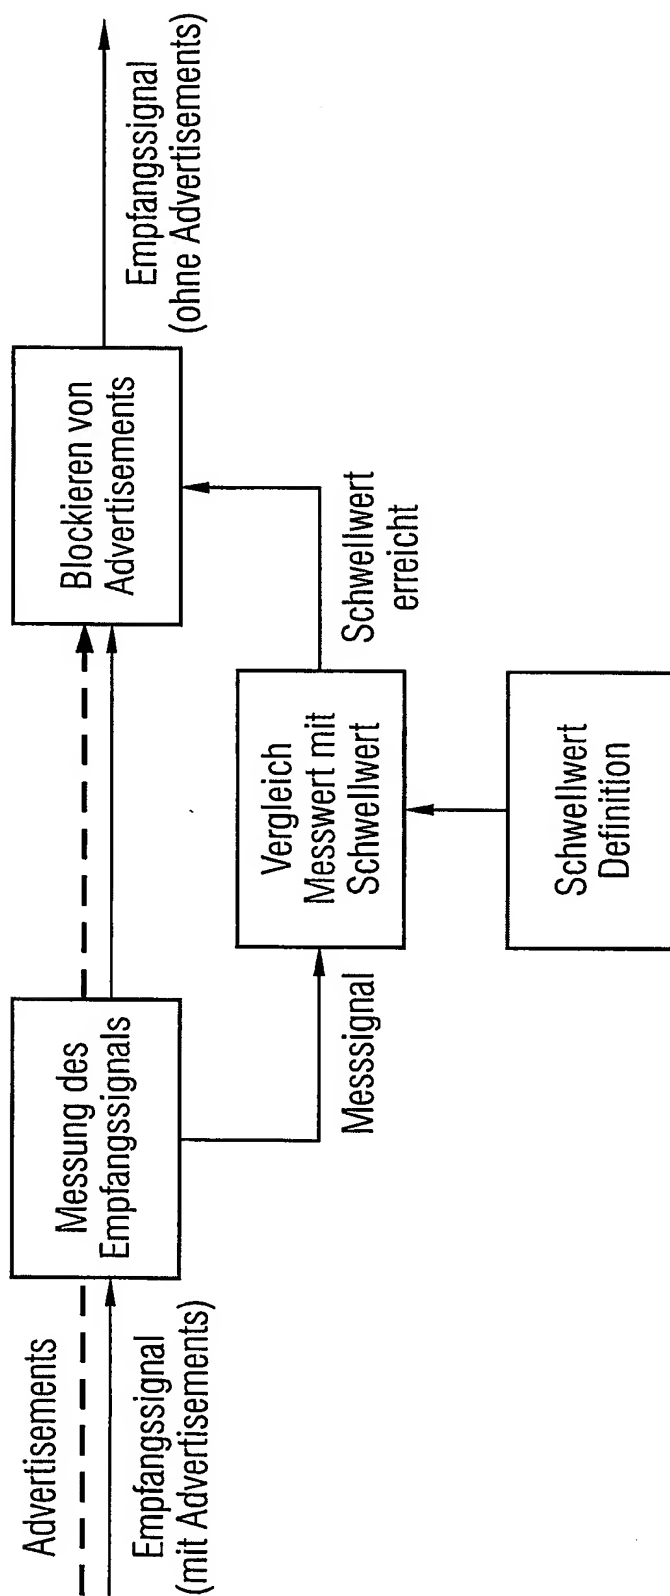 Advertisements
Empfangssignal
(mit Advertisements)
Messung des
Empfangssignals
Messsignal
Vergleich
Messwert mit
Schwellwert
Schwellwert
Definition
Schwellwert
erreicht
Blockieren von
Advertisements
Empfangssignal
(ohne Advertisements)